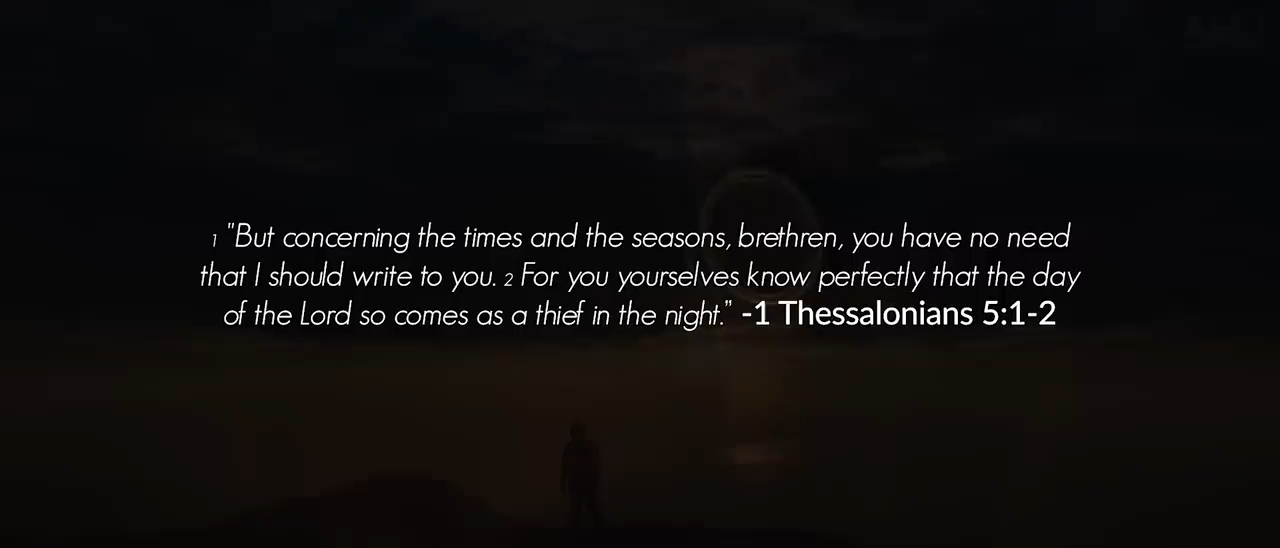 1 "But concerning the times and the seasons, brethren, you have no need
that I should write to you. 2 For you yourselves know perfectly that the day
of the Lord so comes as a thief in the night.” -1 Thessalonians 5:1-2